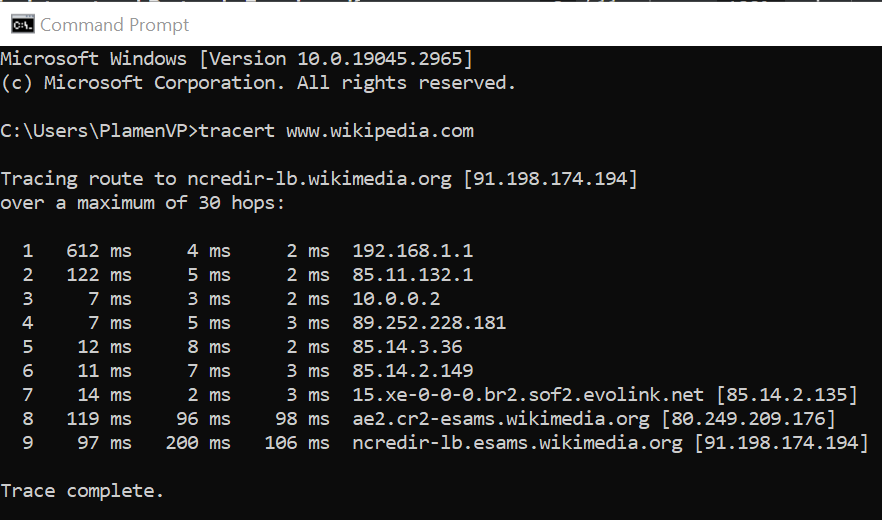 Command Prompt
Microsoft Windows [Version 10.0.19045.2965]
(c) Microsoft Corporation. All rights reserved.
C:\Users\PlamenVP>tracert www.wikipedia.com
Tracing route to ncredir-lb.wikimedia.org [91.198.174.194]
over a maximum of 30 hops:
1 612 ms 4 ms 2 ms 192.168.1.1
2 122 ms 5 ms 2 ms 85.11.132.1
3 7 ms 3 ms 2 ms 10.0.0.2
4 7 ms 5 ms 3 ms 89.252.228.181
5 12 ms 8 ms 2 ms 85.14.3.36
6 11 ms 7 ms 3 ms 85.14.2.149
7 14 ms 2 ms 3 ms 15.xe-0-0-0.br2.sof2.evolink.net [85.14.2.135]
8 119 ms 96 ms 98 ms ae2.cr2-esams.wikimedia.org [80.249.209.176]
9 97 ms 200 ms 106 ms ncredir-lb.esams.wikimedia.org [91.198.174.194]
Trace complete.